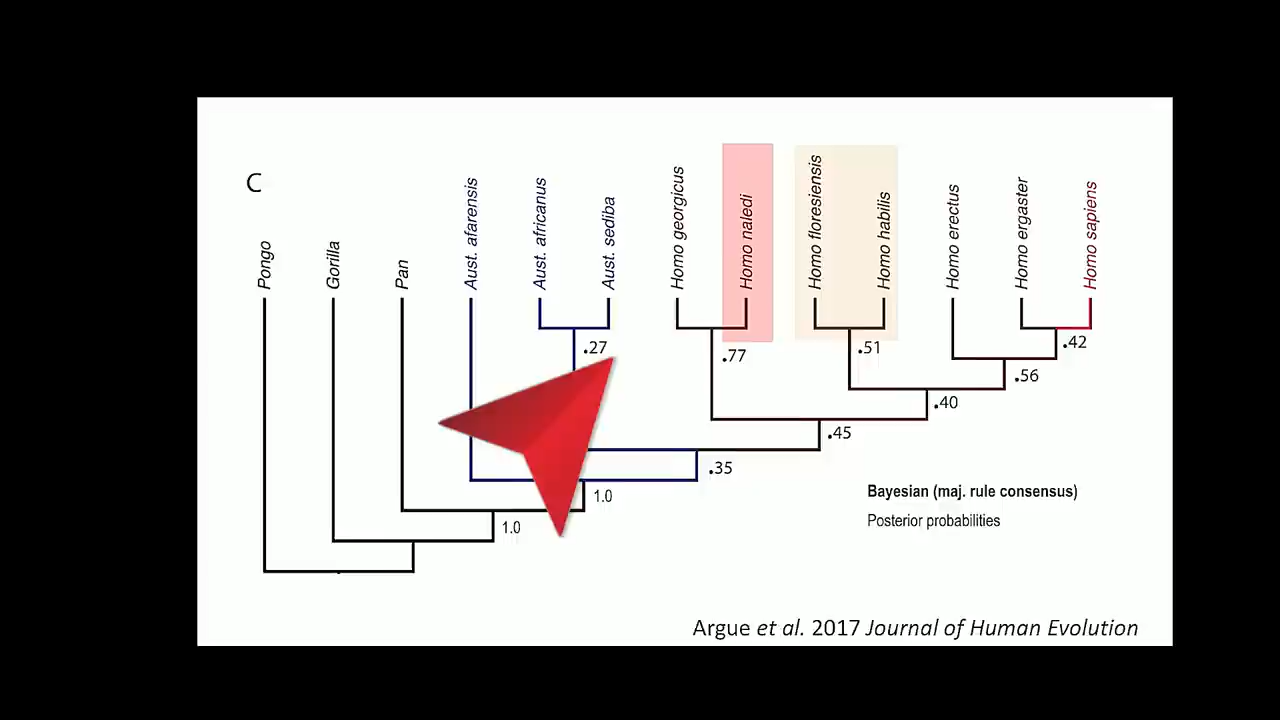 C
Pongo
Gorilla
Pan
Aust. afarensis
Aust. africanus
Aust. sediba
Homo georgicus
Homo naledi
Homo floresiensis
Homo habilis
Homo erectus
Homo ergaster
Homo sapiens
.27
.77
.51
.42
.56
.40
.45
.35
1.0
1.0
Bayesian (maj. rule consensus)
Posterior probabilities
Argue et al. 2017 Journal of Human Evolution